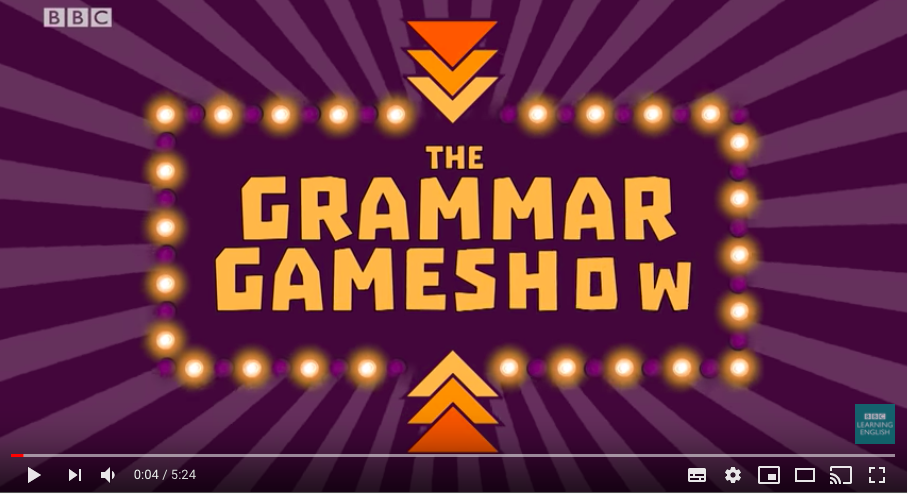 BBC
THE
GRAMMAR
GAMESHOW
BBC
LEARNING
ENGLISH
0:04 / 5:24